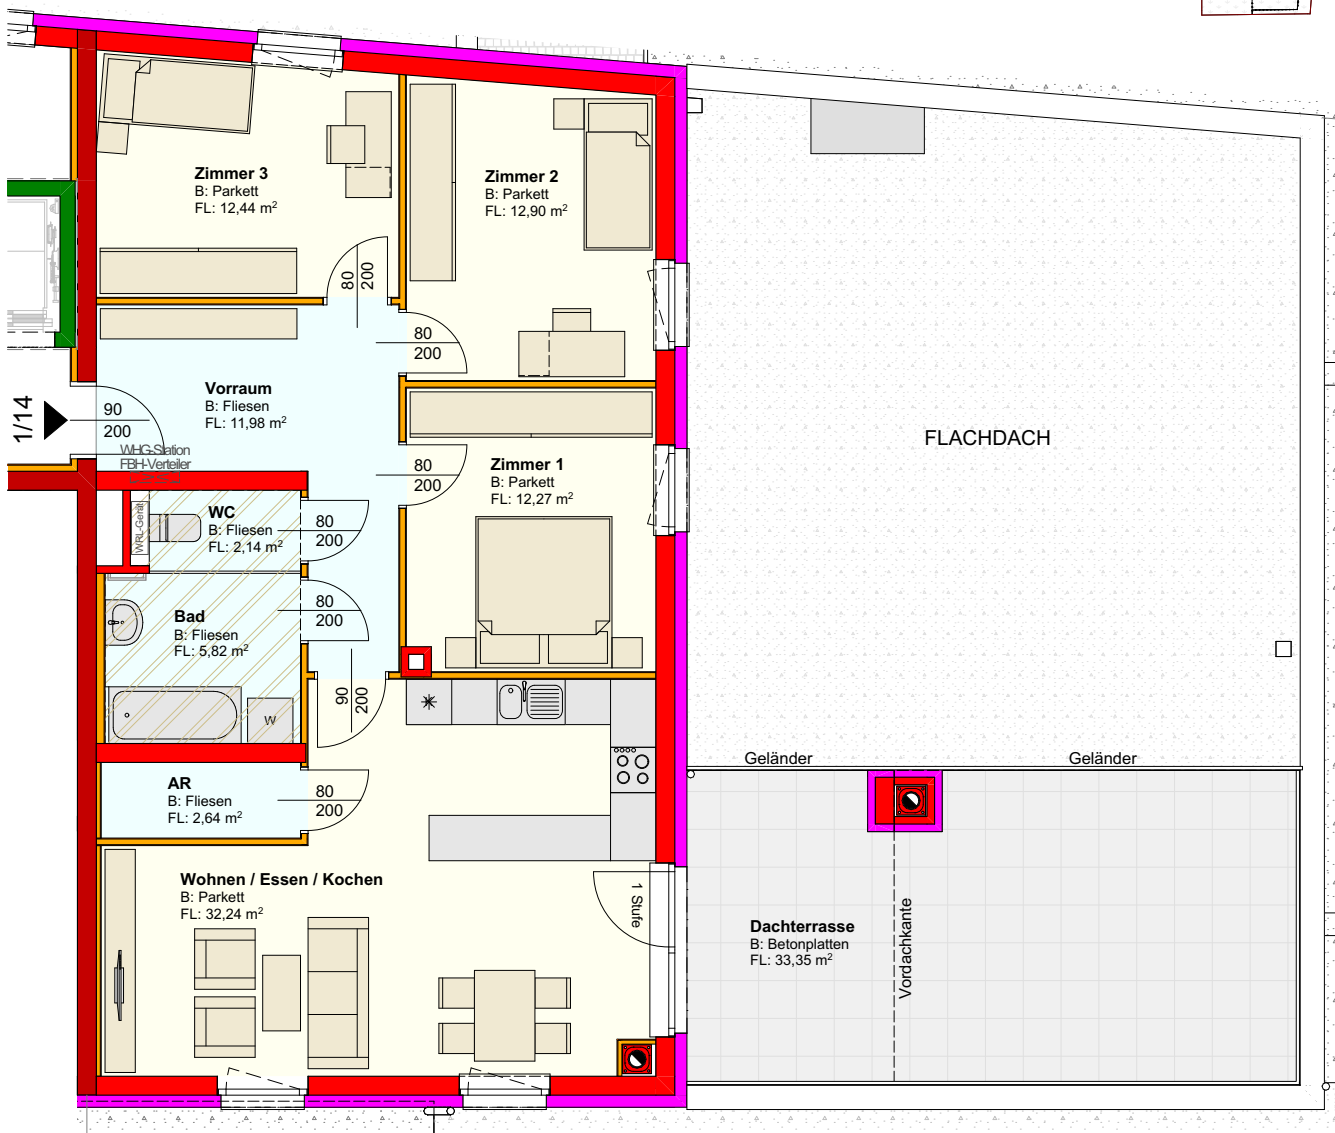 Zimmer 3
B: Parkett
FL: 12,44 m²
Zimmer 2
B: Parkett
FL: 12,90 m²
80
200
80
200
Vorraum
B: Fliesen
FL: 11,98 m²
1/14
90
200
WHG-Station
FBH-Verteiler
FLACHDACH
80
200
Zimmer 1
B: Parkett
FL: 12,27 m²
WRL-Gerät
WC
B: Fliesen
FL: 2,14 m²
80
200
Bad
B: Fliesen
FL: 5,82 m²
80
200
W
90
200
Geländer
Geländer
AR
B: Fliesen
FL: 2,64 m²
80
200
Wohnen / Essen / Kochen
B: Parkett
FL: 32,24 m²
1 Stufe
Dachterrasse
B: Betonplatten
FL: 33,35 m²
Vordachkante